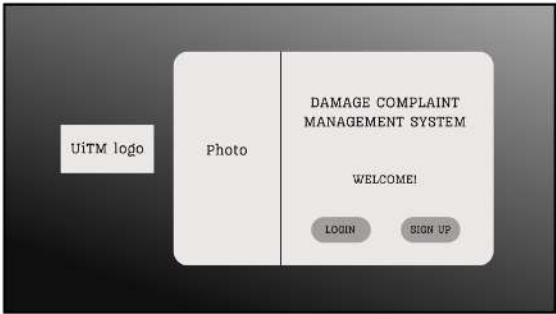 UiTM logo
Photo
DAMAGE COMPLAINT
MANAGEMENT SYSTEM
WELCOME!
LOGIN
SIGN UP